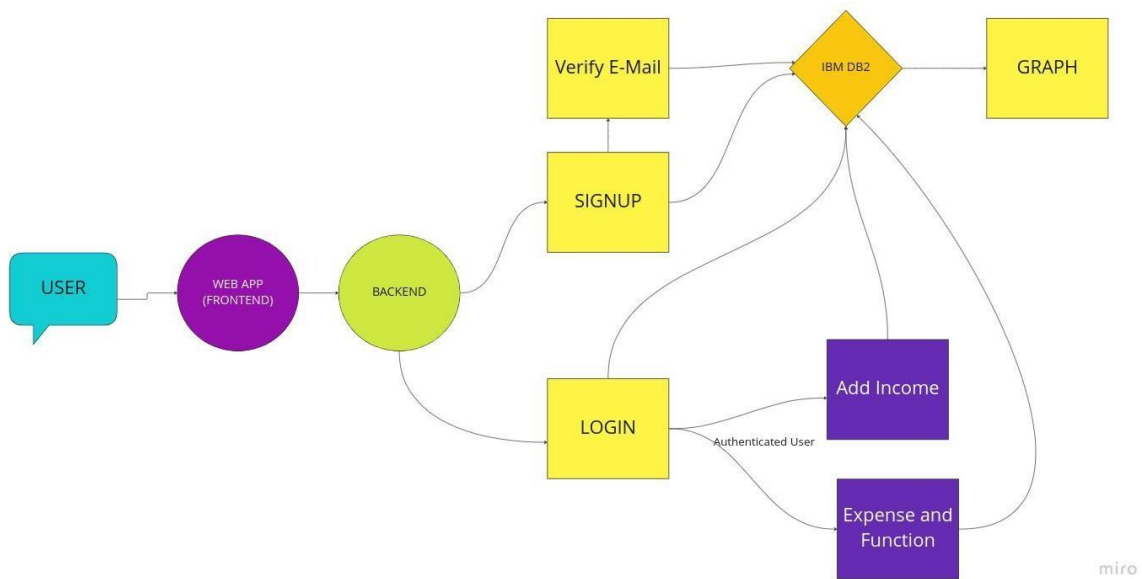 Verify E-Mail
IBM DB2
GRAPH
SIGNUP
USER
WEB APP
(FRONTEND)
BACKEND
Add Income
LOGIN
Authenticated User
Expense and
Function
miro